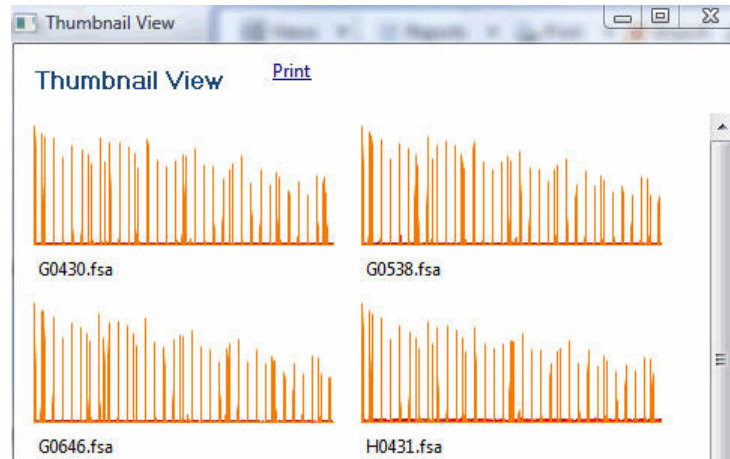 Thumbnail View
Thumbnail View
Print
G0430.fsa
G0538.fsa
G0646.fsa
H0431.fsa